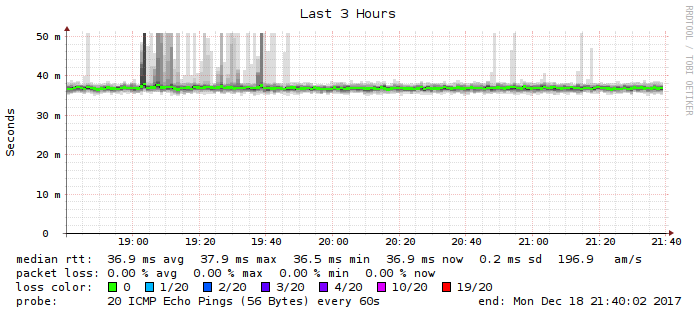 Last 3 Hours
RRDTOOL / TOBI OETIKER
Seconds
50 m
40 m
30 m
20 m
10 m
0
19:00 19:20 19:40 20:00 20:20 20:40 21:00 21:20 21:40
median rtt: 36.9 ms avg 37.9 ms max 36.5 ms min 36.9 ms now 0.2 ms sd 196.9 am/s
packet loss: 0.00 % avg 0.00 % max 0.00 % min 0.00 % now
loss color: 0 1/20 2/20 3/20 4/20 10/20 19/20
probe: 20 ICMP Echo Pings (56 Bytes) every 60s end: Mon Dec 18 21:40:02 2017